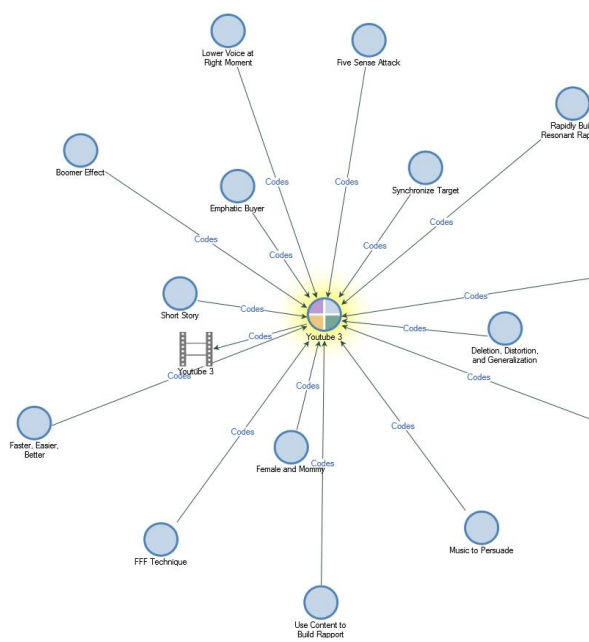 Lower Voice at
Right Moment
Five Sense Attack
Rapidly Bui
Resonant Rap
Boomer Effect
Synchronize Target
Codes
Codes
Emphatic Buyer
Codes
Codes
Codes
Codes
Codes
Short Story
Codes
Codes
Youtube 3
Codes
Codes
Deletion, Distortion,
and Generalization
Youtube 3
Codes
Codes
Codes
Faster, Easier,
Better
Codes
Codes
Female and Mommy
Codes
FFF Technique
Music to Persuade
Use Content to
Build Rapport